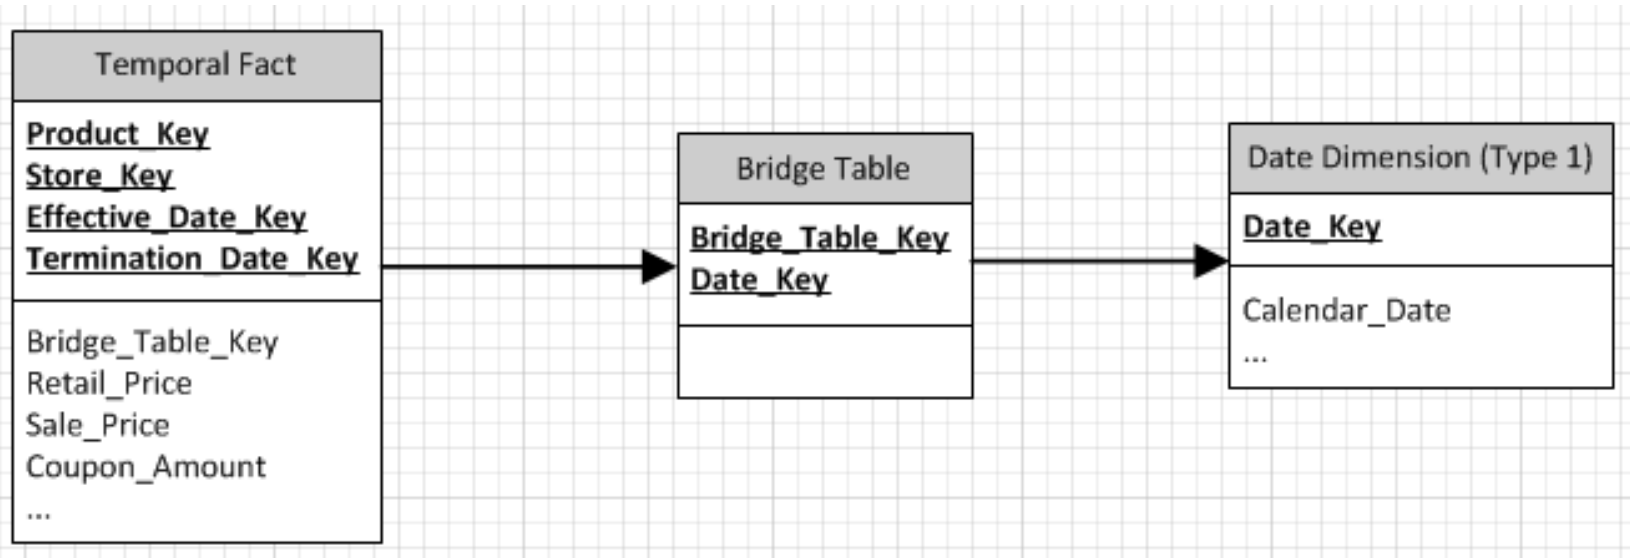 Temporal Fact
Product_Key
Store_Key
Effective_Date_Key
Termination_Date_Key
Bridge_Table_Key
Retail_Price
Sale_Price
Coupon_Amount
...
Bridge Table
Bridge_Table_Key
Date_Key
Date Dimension (Type 1)
Date_Key
Calendar_Date
...